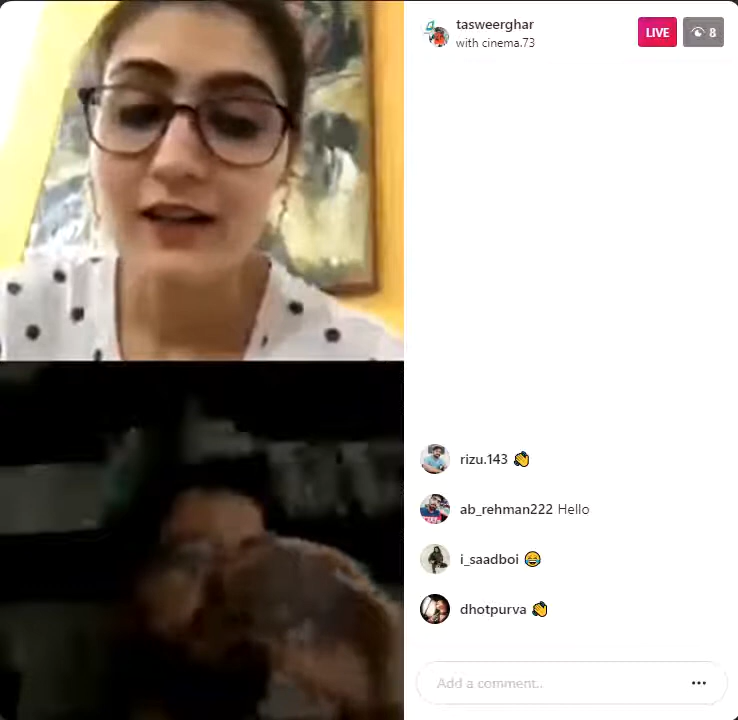 tasweerghar
with cinema.73
LIVE
8
rizu.143 👏
ab_rehman222 Hello
i_saadboi 😂
dhotpurva 👏
Add a comment..